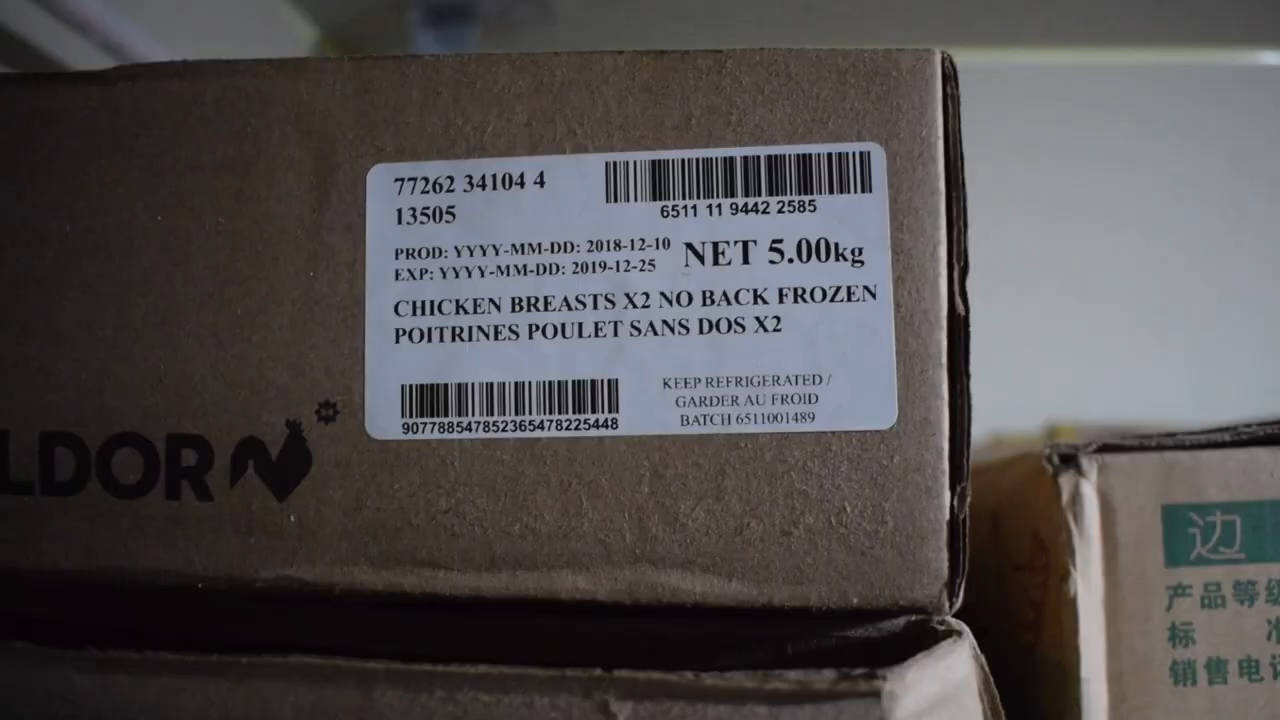 77262 34104 4
13505
6511 11 9442 2585
PROD: YYYY-MM-DD: 2018-12-10
EXP: YYYY-MM-DD: 2019-12-25
NET 5.00kg
CHICKEN BREASTS X2 NO BACK FROZEN
POITRINES POULET SANS DOS X2
907788547852365478225448
KEEP REFRIGERATED /
GARDER AU FROID
BATCH 6511001489
LDOR
边
产品等级
标 准
销售电话